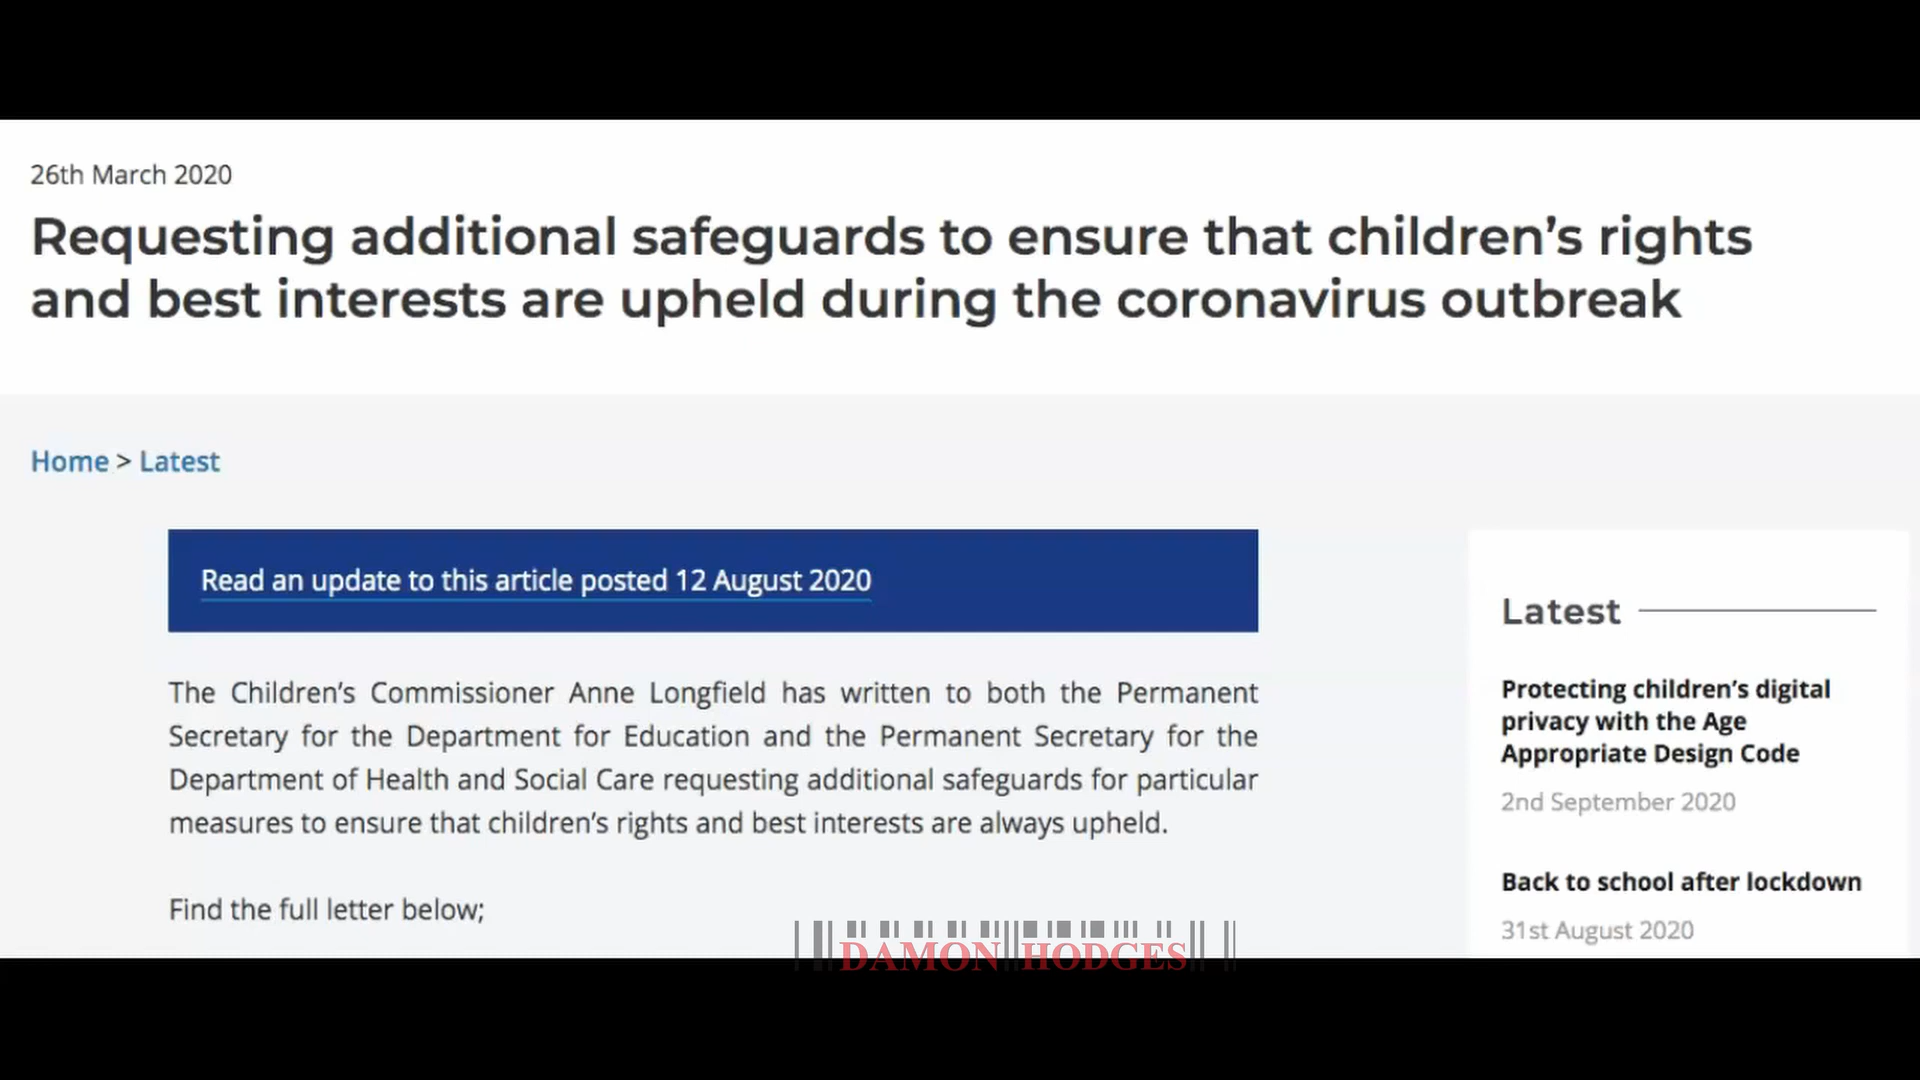 26th March 2020
Requesting additional safeguards to ensure that children’s rights
and best interests are upheld during the coronavirus outbreak
Home > Latest
Read an update to this article posted 12 August 2020
The Children’s Commissioner Anne Longfield has written to both the Permanent
Secretary for the Department for Education and the Permanent Secretary for the
Department of Health and Social Care requesting additional safeguards for particular
measures to ensure that children’s rights and best interests are always upheld.
Find the full letter below;
Latest
Protecting children’s digital
privacy with the Age
Appropriate Design Code
2nd September 2020
Back to school after lockdown
31st August 2020
DAMON HODGES